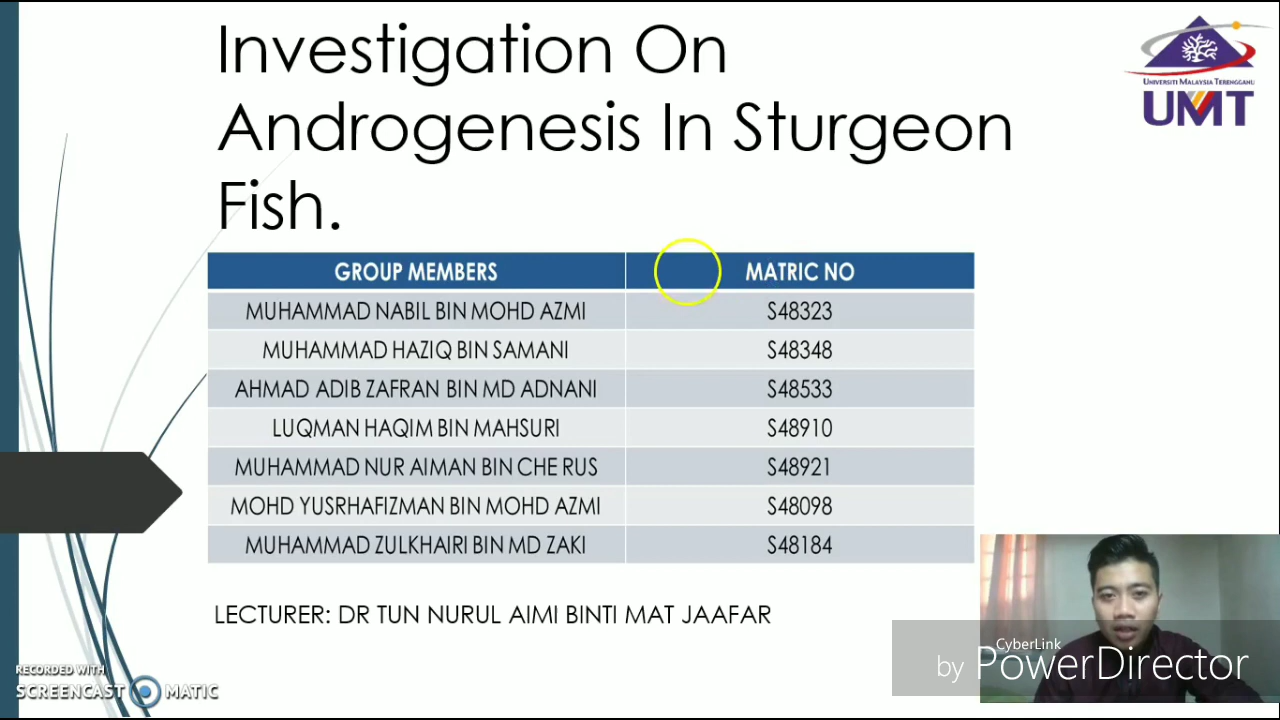 Investigation On
Androgenesis In Sturgeon
Fish.
UNIVERSITI MALAYSIA TERENGGANU
UMT
GROUP MEMBERS MATRIC NO
MUHAMMAD NABIL BIN MOHD AZMI S48323
MUHAMMAD HAZIQ BIN SAMANI S48348
AHMAD ADIB ZAFRAN BIN MD ADNANI S48533
LUQMAN HAQIM BIN MAHSURI S48910
MUHAMMAD NUR AIMAN BIN CHE RUS S48921
MOHD YUSRHAFIZMAN BIN MOHD AZMI S48098
MUHAMMAD ZULKHAIRI BIN MD ZAKI S48184
LECTURER: DR TUN NURUL AIMI BINTI MAT JAAFAR
RECORDED WITH
SCREENCAST MATIC
CyberLink
by PowerDirector